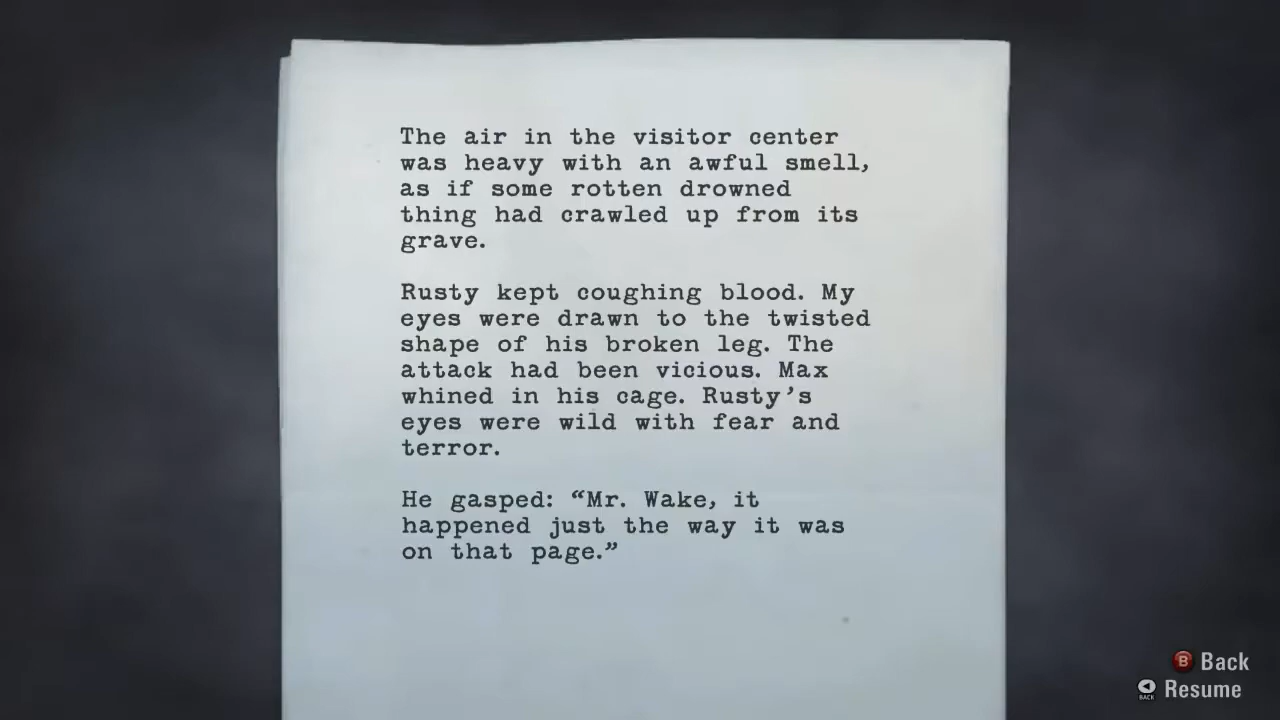 The air in the visitor center
was heavy with an awful smell,
as if some rotten drowned
thing had crawled up from its
grave.
Rusty kept coughing blood. My
eyes were drawn to the twisted
shape of his broken leg. The
attack had been vicious. Max
whined in his cage. Rusty’s
eyes were wild with fear and
terror.
He gasped: “Mr. Wake, it
happened just the way it was
on that page.”
B Back
BACK Resume